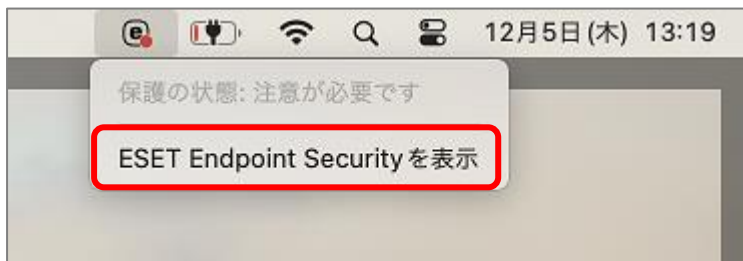 12月5日(木) 13:19
保護の状態: 注意が必要です
ESET Endpoint Securityを表示